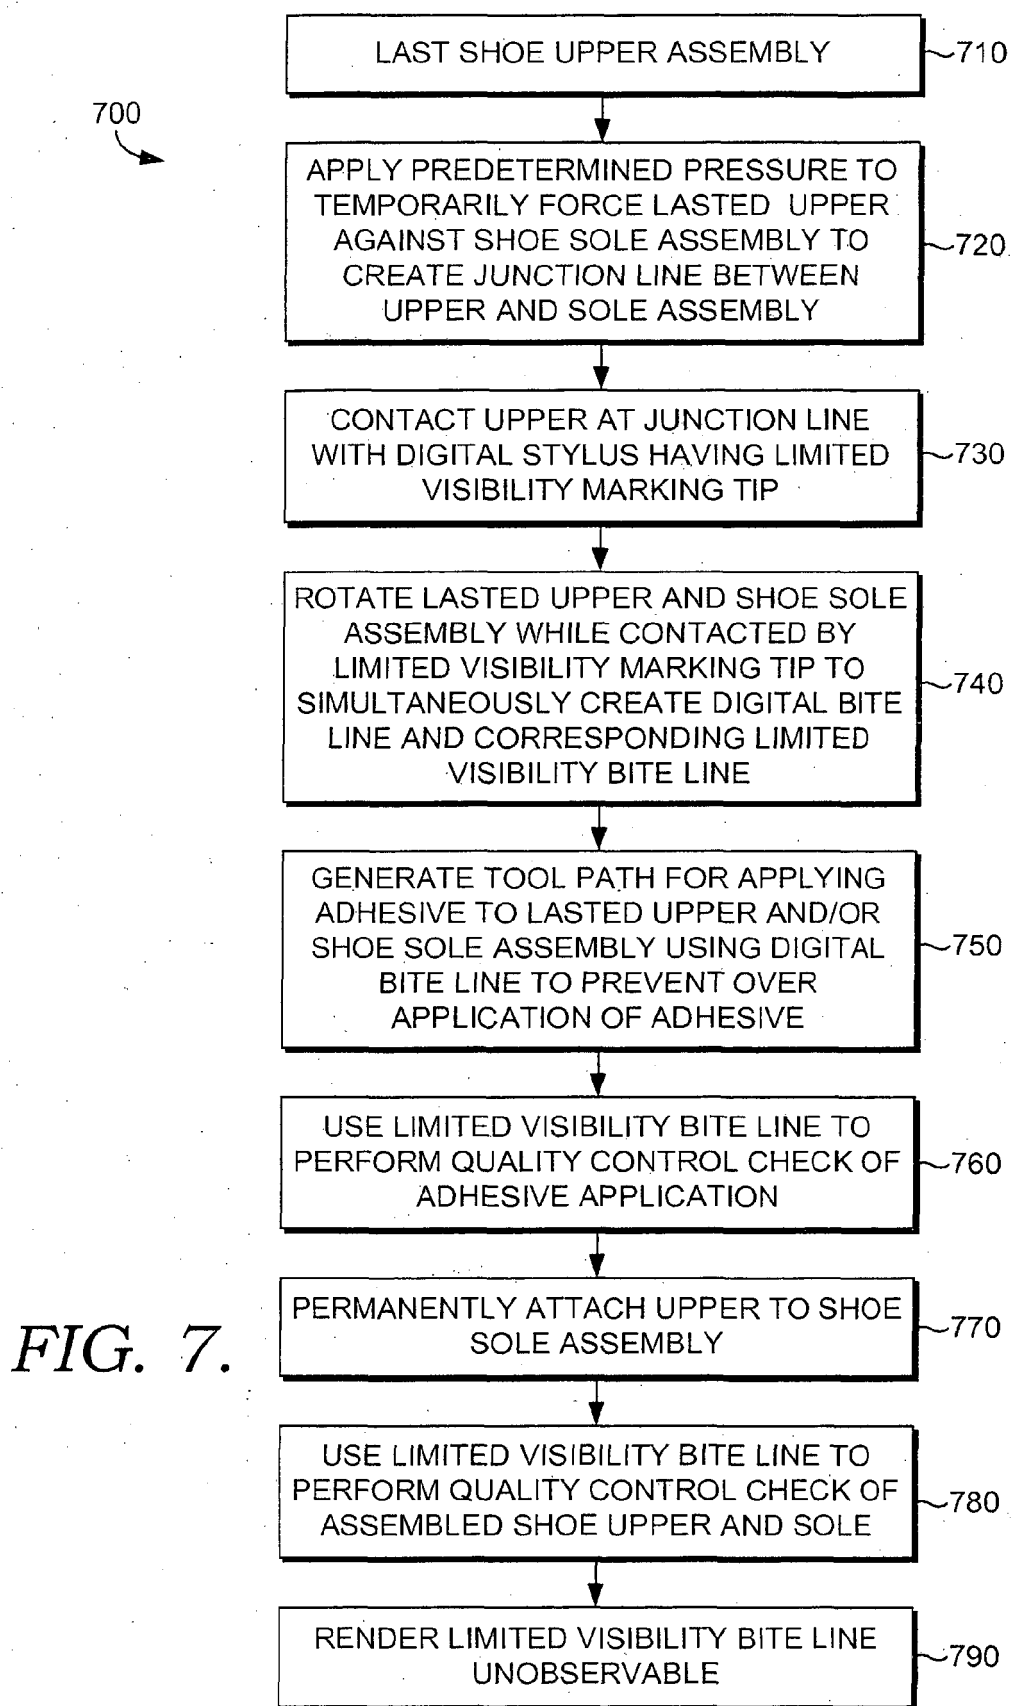 LAST SHOE UPPER ASSEMBLY
710
700
APPLY PREDETERMINED PRESSURE TO
TEMPORARILY FORCE LASTED UPPER
AGAINST SHOE SOLE ASSEMBLY TO
CREATE JUNCTION LINE BETWEEN
UPPER AND SOLE ASSEMBLY
720
CONTACT UPPER AT JUNCTION LINE
WITH DIGITAL STYLUS HAVING LIMITED
VISIBILITY MARKING TIP
730
ROTATE LASTED UPPER AND SHOE SOLE
ASSEMBLY WHILE CONTACTED BY
LIMITED VISIBILITY MARKING TIP TO
SIMULTANEOUSLY CREATE DIGITAL BITE
LINE AND CORRESPONDING LIMITED
VISIBILITY BITE LINE
740
GENERATE TOOL PATH FOR APPLYING
ADHESIVE TO LASTED UPPER AND/OR
SHOE SOLE ASSEMBLY USING DIGITAL
BITE LINE TO PREVENT OVER
APPLICATION OF ADHESIVE
750
USE LIMITED VISIBILITY BITE LINE TO
PERFORM QUALITY CONTROL CHECK OF
ADHESIVE APPLICATION
760
PERMANENTLY ATTACH UPPER TO SHOE
SOLE ASSEMBLY
770
FIG. 7.
USE LIMITED VISIBILITY BITE LINE TO
PERFORM QUALITY CONTROL CHECK OF
ASSEMBLED SHOE UPPER AND SOLE
780
RENDER LIMITED VISIBILITY BITE LINE
UNOBSERVABLE
790